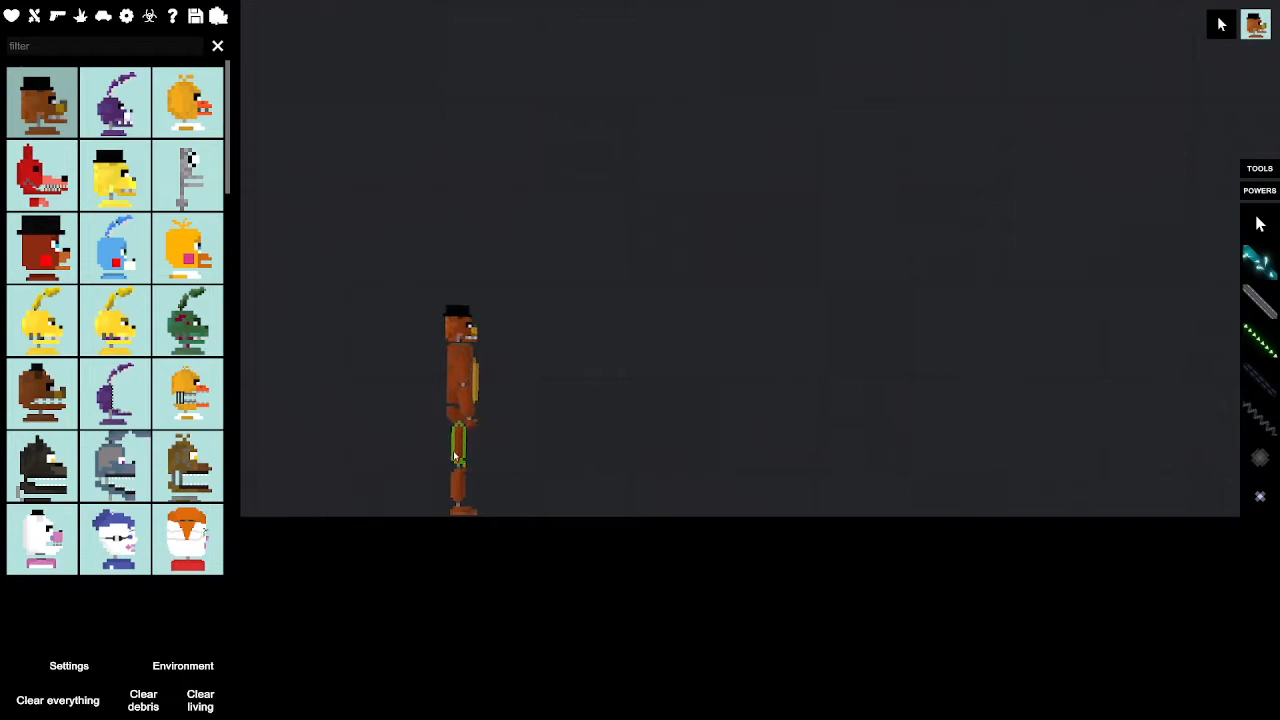 filter
TOOLS
POWERS
Settings
Environment
Clear everything
Clear
debris
Clear
living